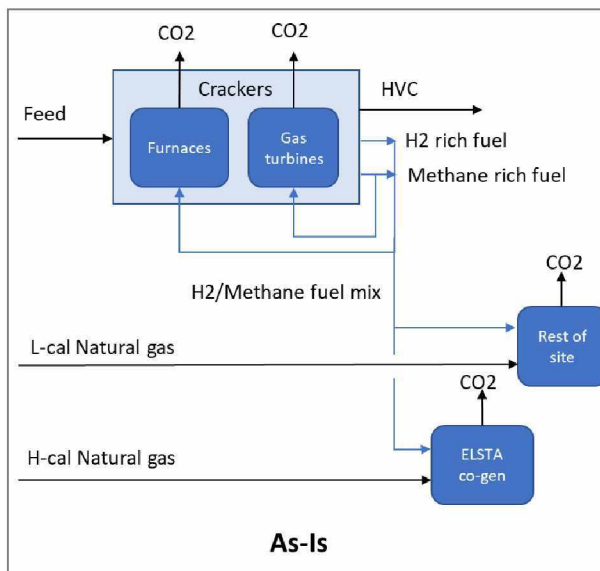 CO2
CO2
Crackers
HVC
Feed
Furnaces
Gas
turbines
H2 rich fuel
Methane rich fuel
H2/Methane fuel mix
CO2
L-cal Natural gas
Rest of
site
CO2
H-cal Natural gas
ELSTA
co-gen
As-Is